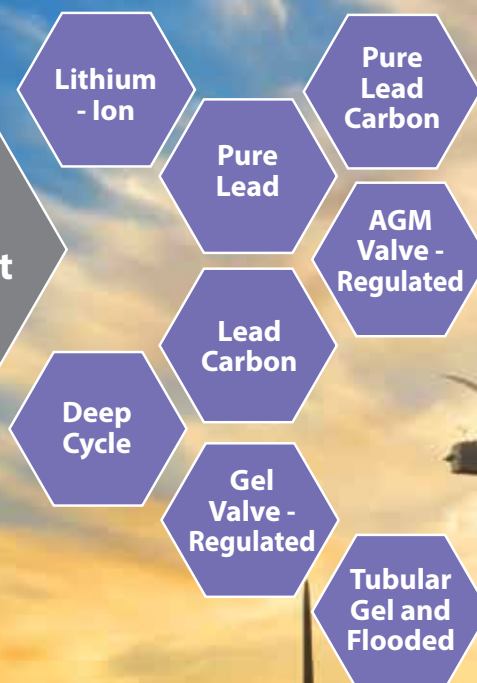 Lithium
- Ion
Pure
Lead
Carbon
Pure
Lead
AGM
Valve -
Regulated
t
Lead
Carbon
Deep
Cycle
Gel
Valve -
Regulated
Tubular
Gel and
Flooded